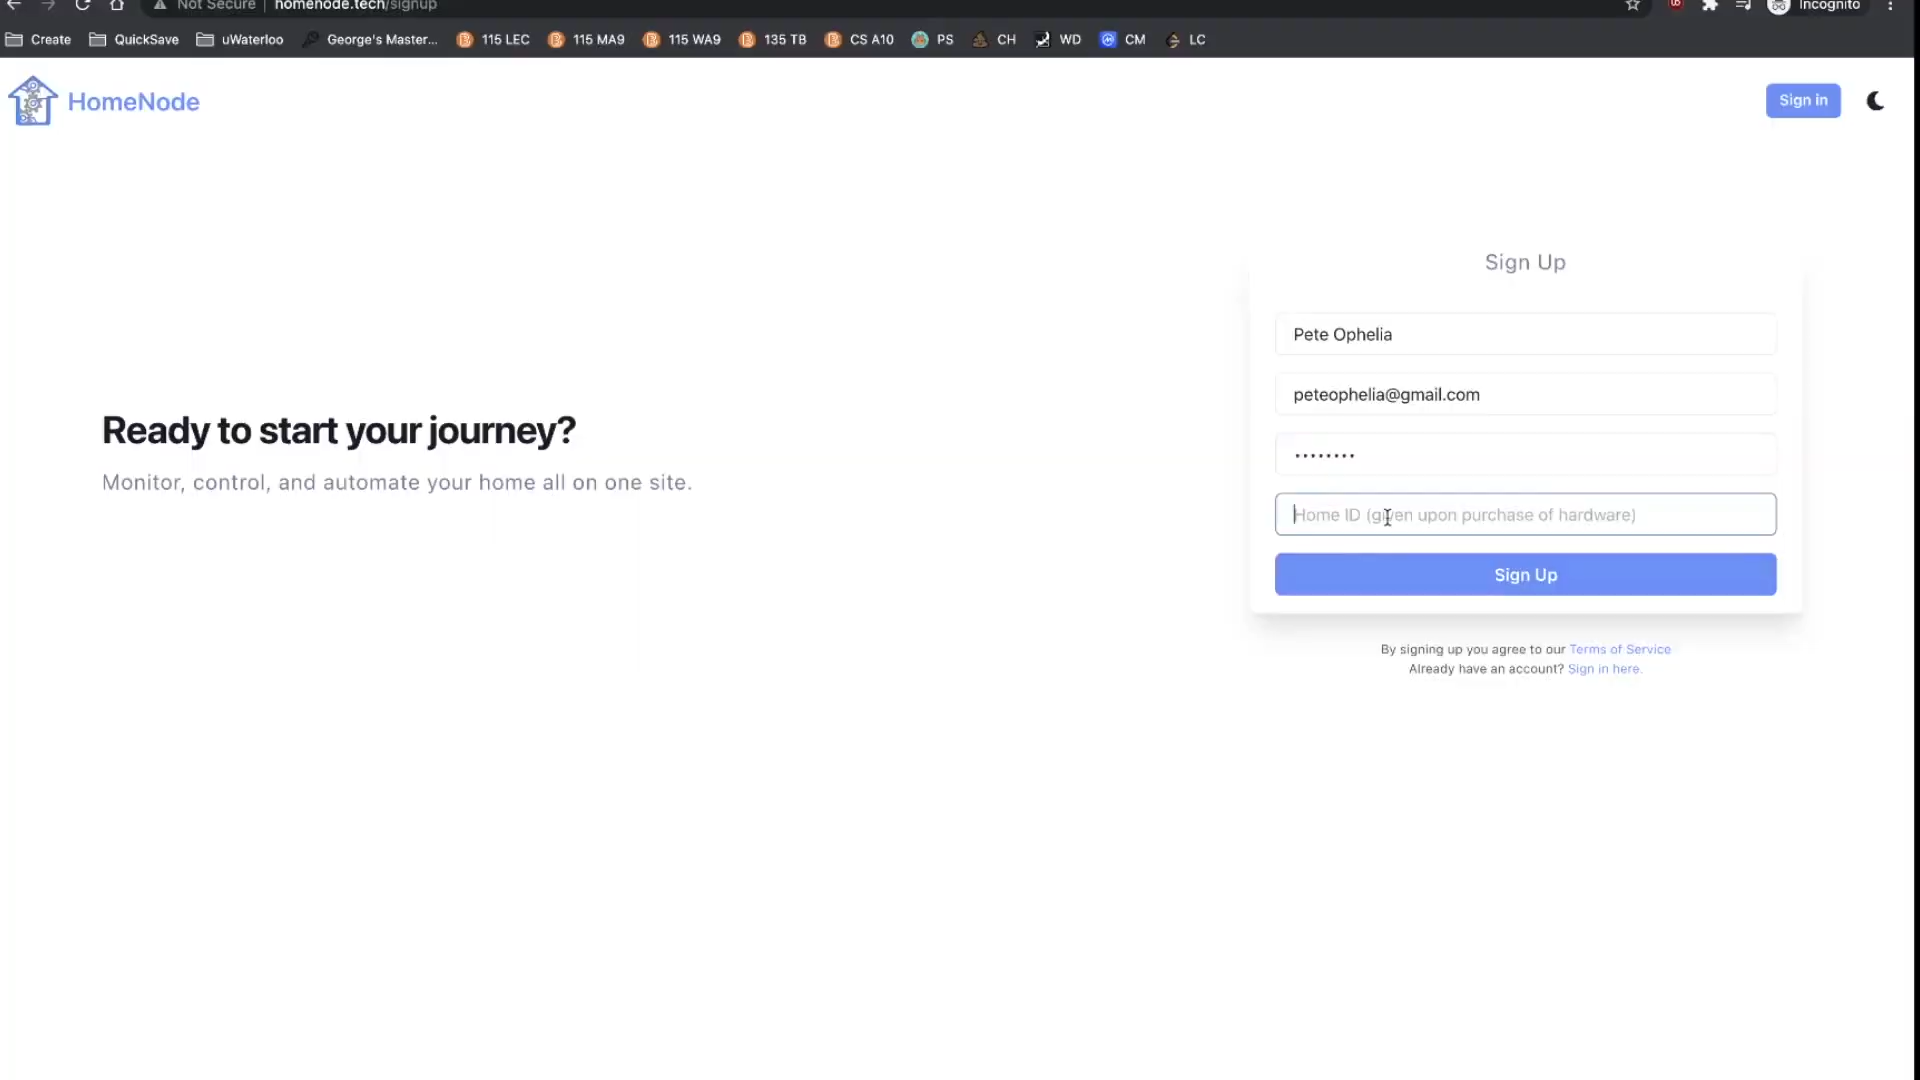 Not Secure | homenode.tech/signup
Incognito
Create QuickSave uWaterloo George's Master... 115 LEC 115 MA9 115 WA9 135 TB CS A10 PS CH WD CM LC
HomeNode
Sign in
Sign Up
Pete Ophelia
peteophelia@gmail.com
••••••••
Ready to start your journey?
Monitor, control, and automate your home all on one site.
Home ID (given upon purchase of hardware)
Sign Up
By signing up you agree to our Terms of Service
Already have an account? Sign in here.